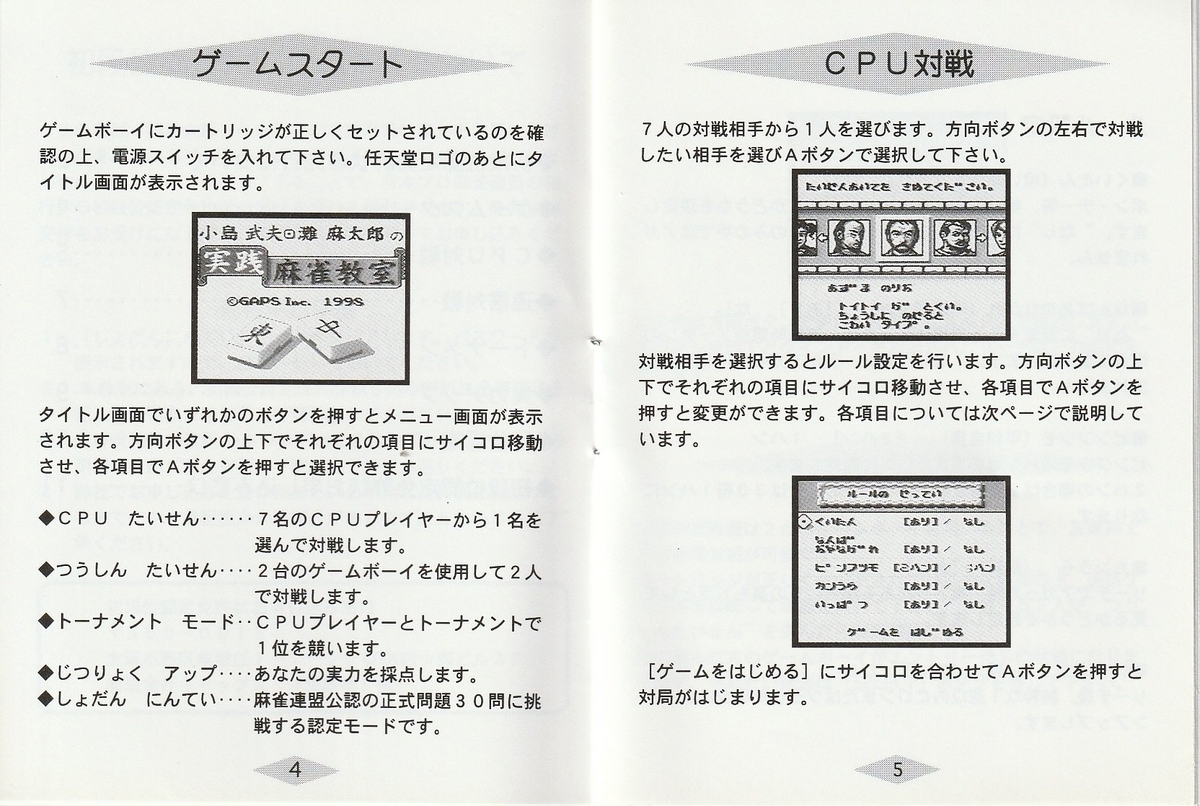 ゲームスタート
ゲームボーイにカートリッジが正しくセットされているのを確
認の上、電源スイッチを入れて下さい。任天堂ロゴのあとにタ
イトル画面が表示されます。
小島 武夫 灘 麻太郎の
実践
麻雀教室
©GAPS Inc. 1998
東 中
タイトル画面でいずれかのボタンを押すとメニュー画面が表示
されます。方向ボタンの上下でそれぞれの項目にサイコロ移動
させ、各項目でAボタンを押すと選択できます。
◆CPU たいせん‥‥‥7名のCPUプレイヤーから1名を
選んで対戦します。
◆つうしん たいせん‥‥2台のゲームボーイを使用して2人
で対戦します。
◆トーナメント モード‥CPUプレイヤーとトーナメントで
1位を競います。
◆じつりょく アップ‥‥あなたの実力を採点します。
◆しょだん にんてい‥‥麻雀連盟公認の正式問題30問に挑
戦する認定モードです。
4
CPU対戦
7人の対戦相手から1人を選びます。方向ボタンの左右で対戦
したい相手を選びAボタンで選択して下さい。
たいせんあいてを きめてください。
あずま のりお
トイトイ が とくい。
ちょうしに のせると
こわい タイプ。
対戦相手を選択するとルール設定を行います。方向ボタンの上
下でそれぞれの項目にサイコロ移動させ、各項目でAボタンを
押すと変更ができます。各項目については次ページで説明して
います。
ルールの せってい
くいたん [あり]/ なし
なんば
おやながれ [あり]/ なし
ピンフツモ [2ハン]/ 3ハン
カンうら [あり]/ なし
いっぱつ [あり]/ なし
ゲームを はじめる
[ゲームをはじめる]にサイコロを合わせてAボタンを押すと
対局がはじまります。
5